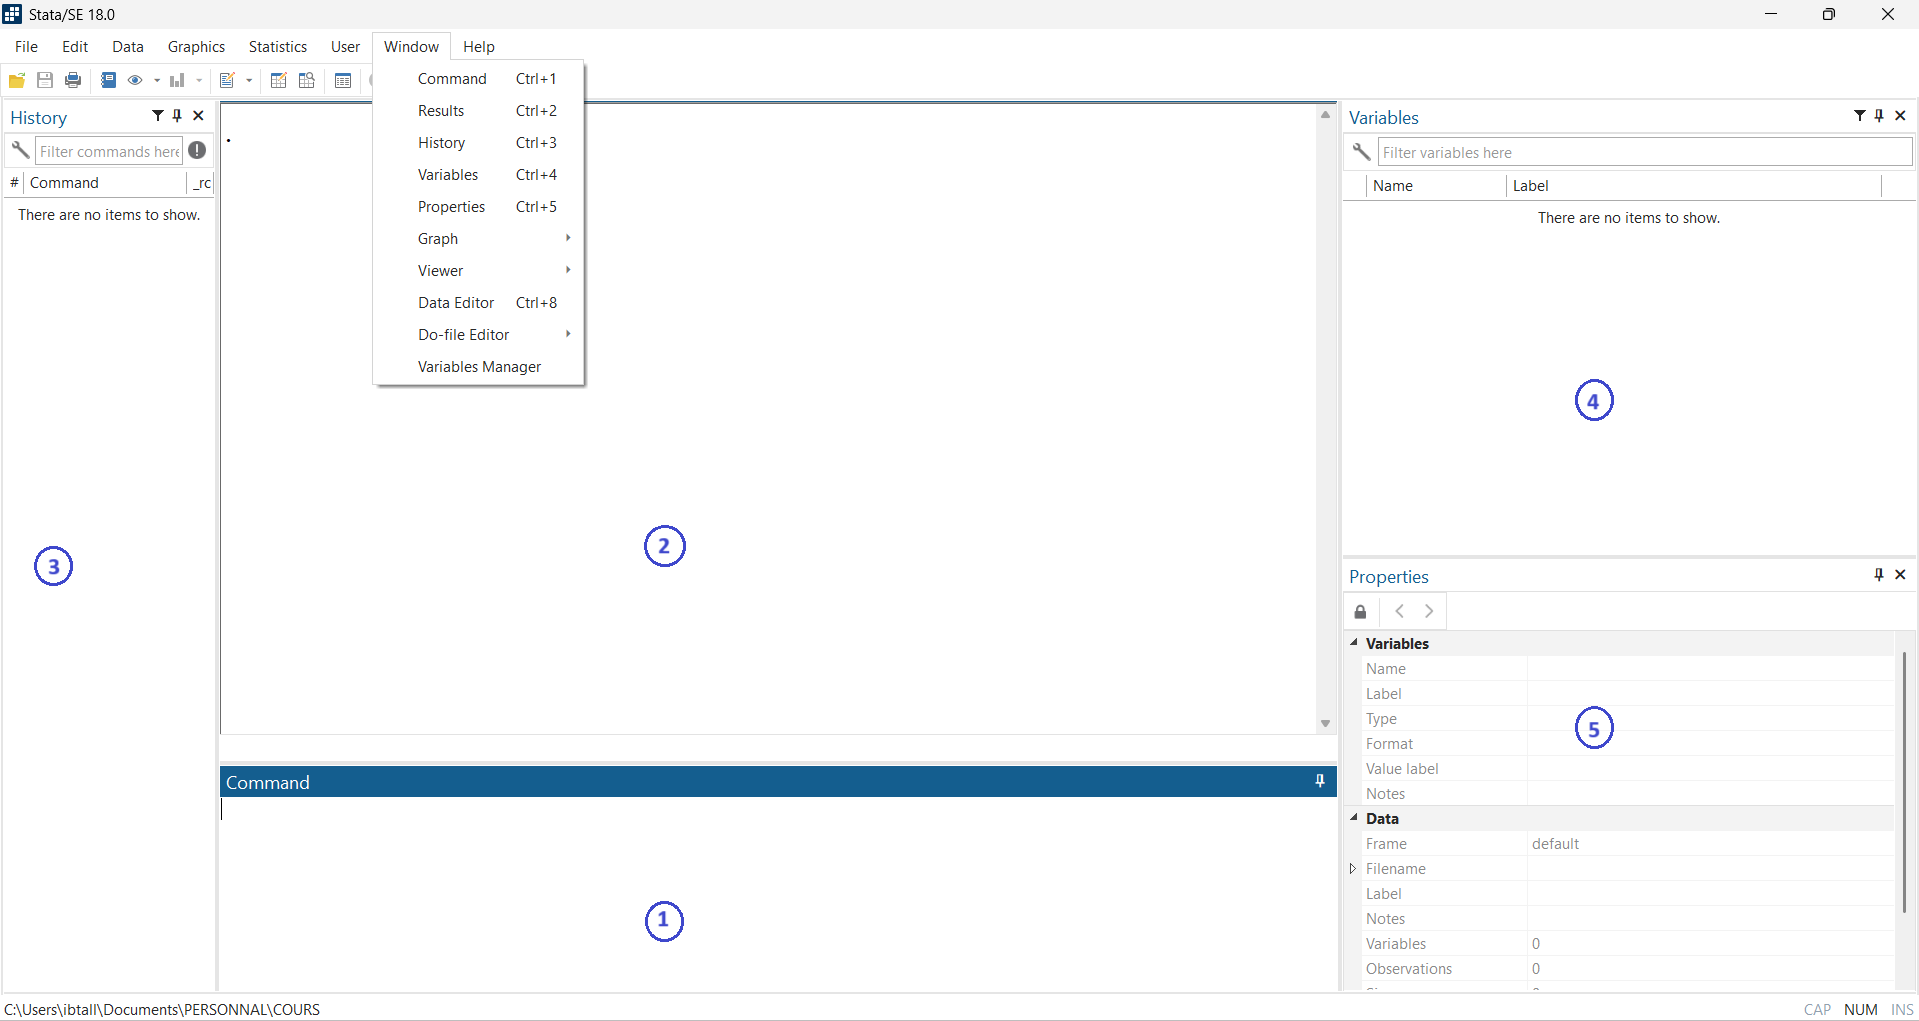 Stata/SE 18.0
File Edit Data Graphics Statistics User Window Help
Command Ctrl+1
Results Ctrl+2
History Ctrl+3
Variables Ctrl+4
Properties Ctrl+5
Graph
Viewer
Data Editor Ctrl+8
Do-file Editor
Variables Manager
History
Filter commands here
# Command _rc
There are no items to show.
3
.
2
Command
1
Variables
Filter variables here
Name Label
There are no items to show.
4
Properties
Variables
Name
Label
Type
Format
Value label
Notes
5
Data
Frame default
Filename
Label
Notes
Variables 0
Observations 0
C:\Users\ibtall\Documents\PERSONNAL\COURS
CAP NUM INS